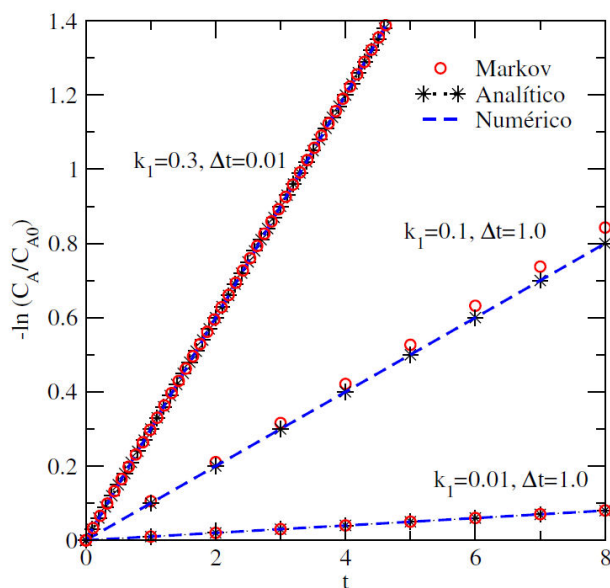 1.4
1.2
1
0.8
0.6
0.4
0.2
0
-ln (C_A/C_A0)
Markov
Analítico
Numérico
k_1=0.3, Δt=0.01
k_1=0.1, Δt=1.0
k_1=0.01, Δt=1.0
0 2 4 6 8
t